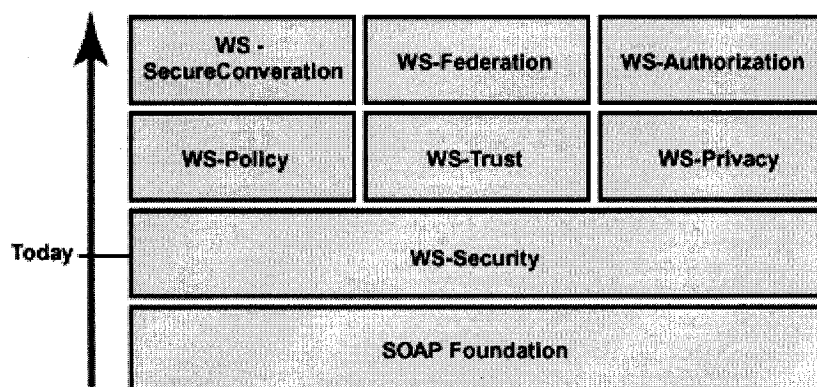 WS -
SecureConveration
WS-Federation
WS-Authorization
WS-Policy
WS-Trust
WS-Privacy
Today
WS-Security
SOAP Foundation